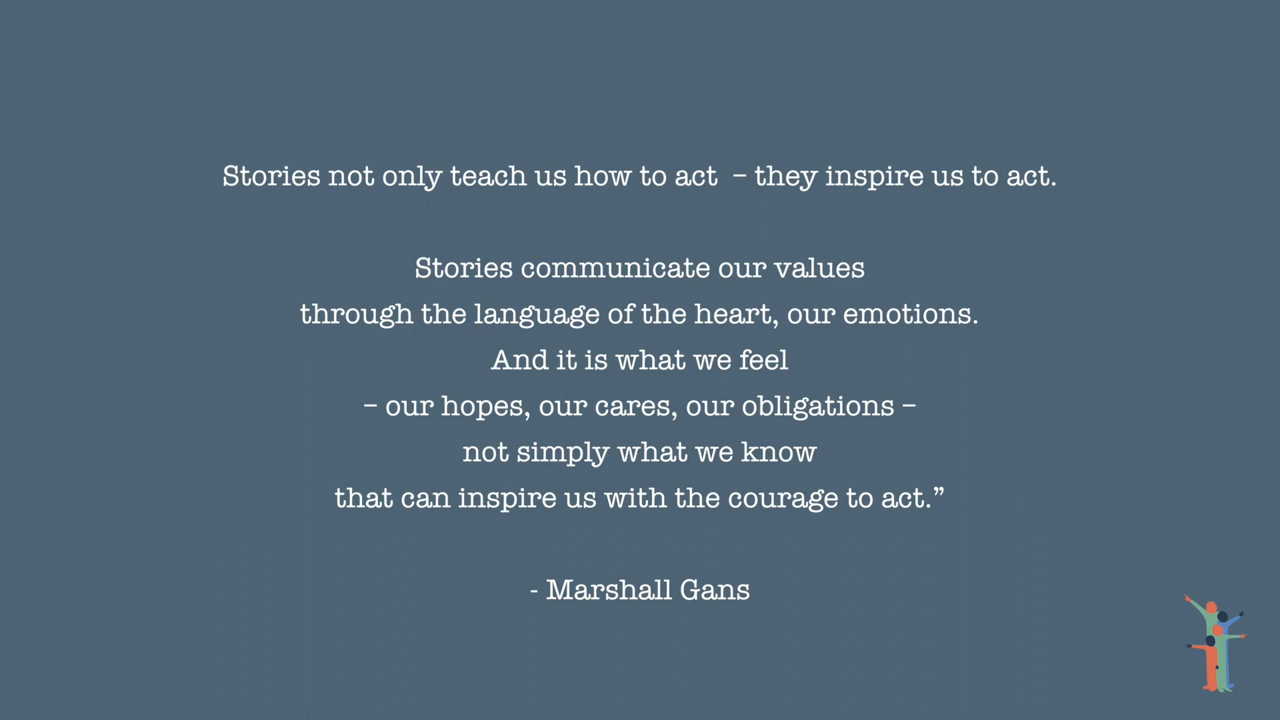 Stories not only teach us how to act – they inspire us to act.
Stories communicate our values
through the language of the heart, our emotions.
And it is what we feel
– our hopes, our cares, our obligations –
not simply what we know
that can inspire us with the courage to act.”
- Marshall Gans